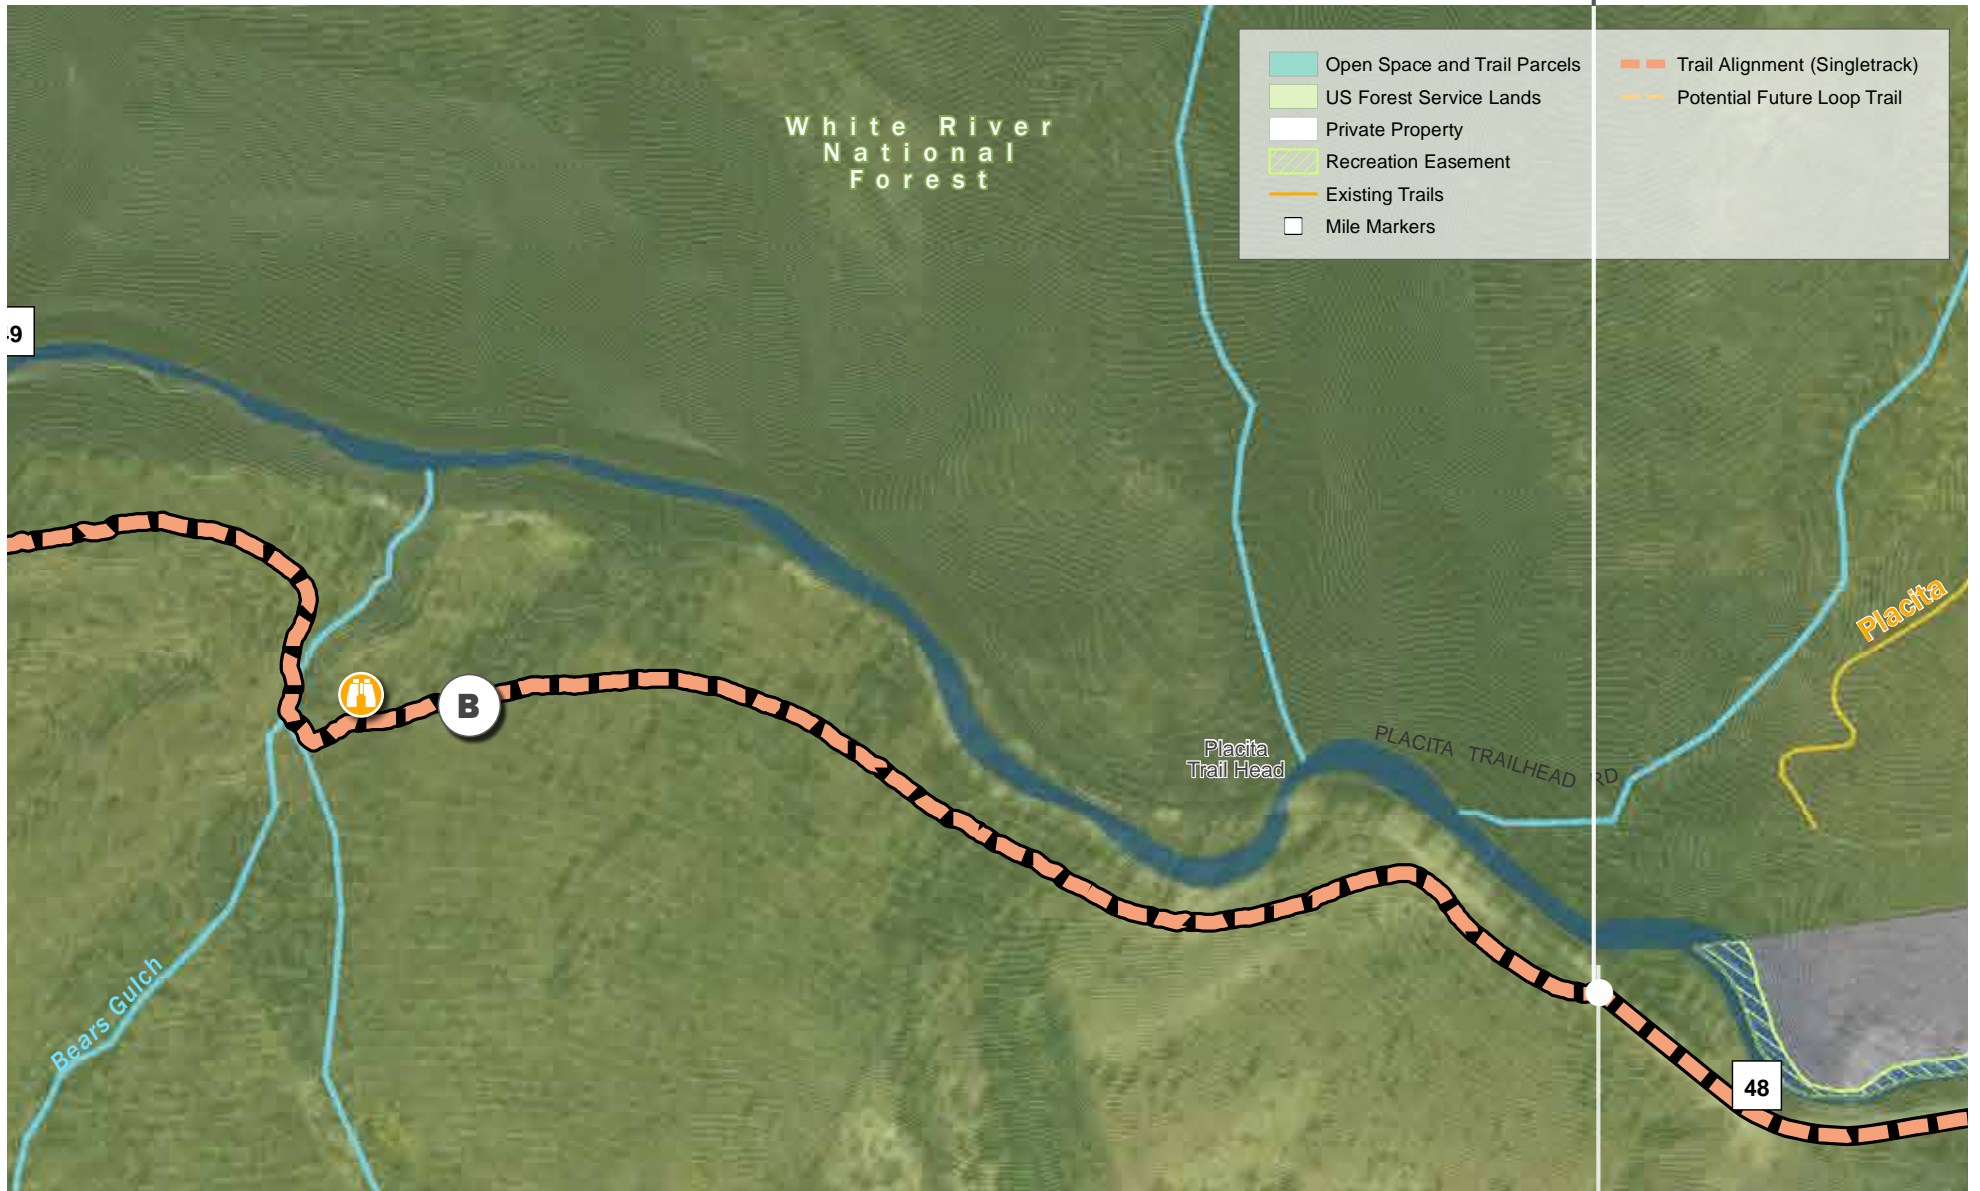 Open Space and Trail Parcels
US Forest Service Lands
Private Property
Recreation Easement
Existing Trails
Mile Markers
Trail Alignment (Singletrack)
Potential Future Loop Trail
White River
National
Forest
9
Placita
B
Placita
Trail Head
PLACITA TRAILHEAD RD
Bears Gulch
48